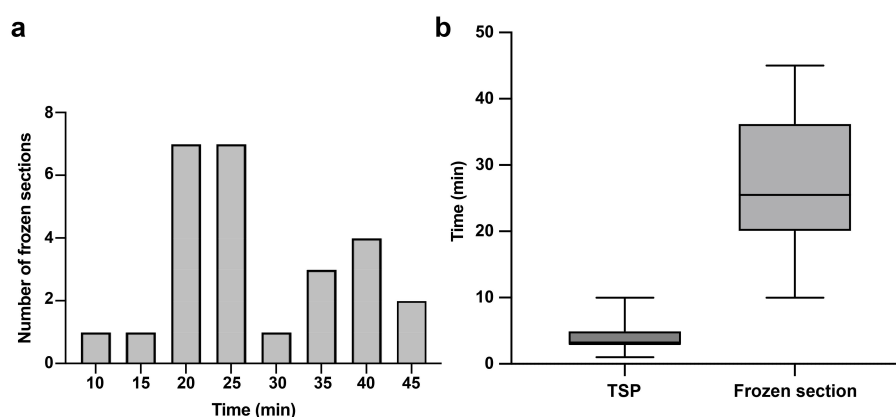 a
Number of frozen sections
8
6
4
2
0
10 15 20 25 30 35 40 45
Time (min)
b
Time (min)
50
40
30
20
10
0
TSP Frozen section